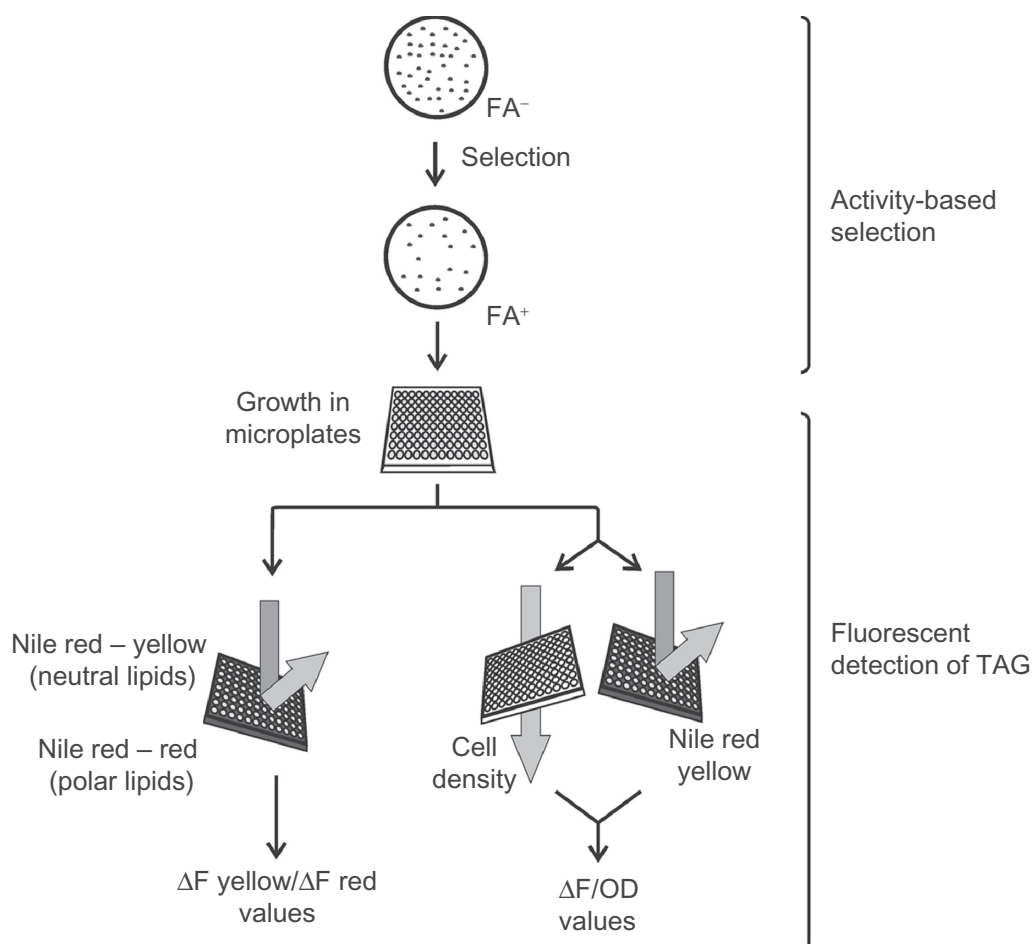 FA⁻
Selection
Activity-based
selection
FA⁺
Growth in
microplates
Nile red – yellow
(neutral lipids)
Nile red – red
(polar lipids)
Cell
density
Nile red
yellow
Fluorescent
detection of TAG
ΔF yellow/ΔF red
values
ΔF/OD
values